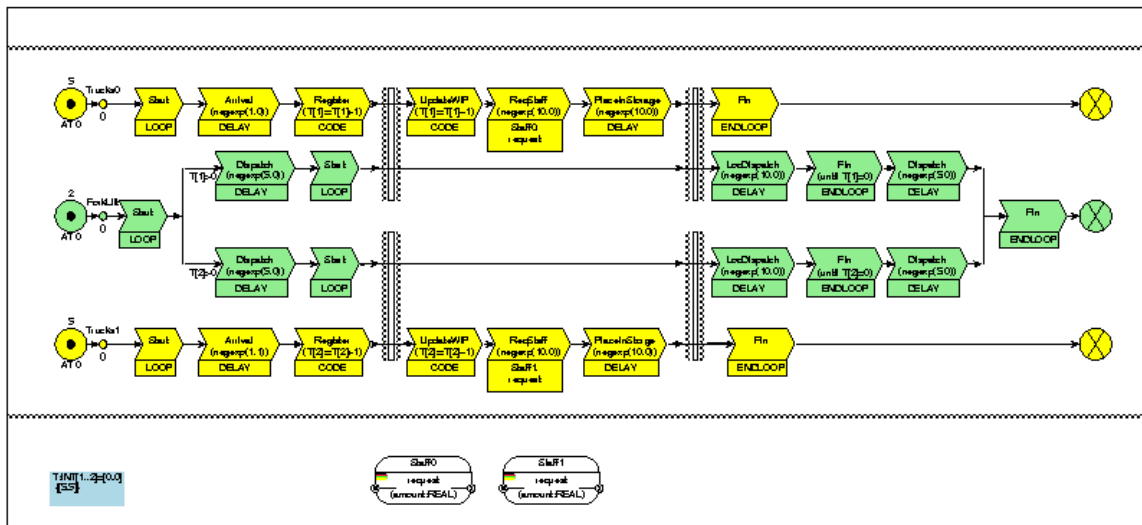 5
Trucks0
AT 0
0
Start
LOOP
Arrival
(negexp(1.0))
DELAY
Register
(T[1]=T[1]-1)
CODE
UpdateWIP
(T[1]=T[1]-1)
CODE
ReqStaff
(negexp(10.0))
Staff0
request
PlaceInStorage
(negexp(10.0))
DELAY
Fin
ENDLOOP
T[1]>0
Dispatch
(negexp(5.0))
DELAY
Start
LOOP
LocDispatch
(negexp(10.0))
DELAY
Fin
(until T[1]=0)
ENDLOOP
Dispatch
(negexp(5.0))
DELAY
2
AT 0
0
Start
LOOP
Fin
ENDLOOP
T[2]>0
Dispatch
(negexp(5.0))
DELAY
Start
LOOP
LocDispatch
(negexp(10.0))
DELAY
Fin
(until T[2]=0)
ENDLOOP
Dispatch
(negexp(5.0))
DELAY
5
Trucks1
AT 0
0
Start
LOOP
Arrival
(negexp(1.1))
DELAY
Register
(T[2]=T[2]-1)
CODE
UpdateWIP
(T[2]=T[2]-1)
CODE
ReqStaff
(negexp(10.0))
Staff1
request
PlaceInStorage
(negexp(10.0))
DELAY
Fin
ENDLOOP
T:INT[1..2]=[0,0]
Staff0
request
(amount:REAL)
Staff1
request
(amount:REAL)